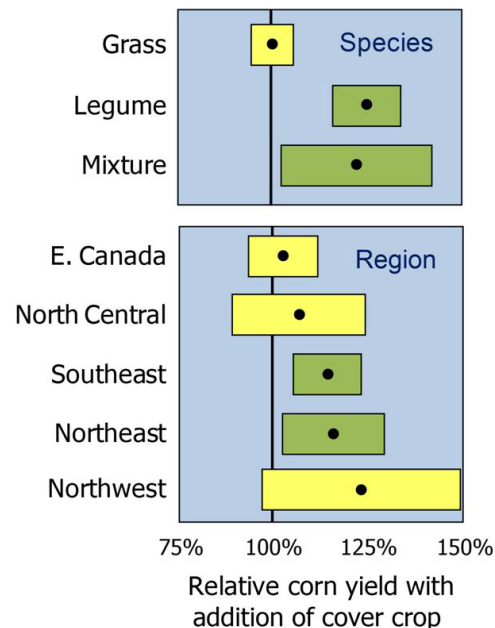 Grass
Species
Legume
Mixture
E. Canada
Region
North Central
Southeast
Northeast
Northwest
75% 100% 125% 150%
Relative corn yield with
addition of cover crop